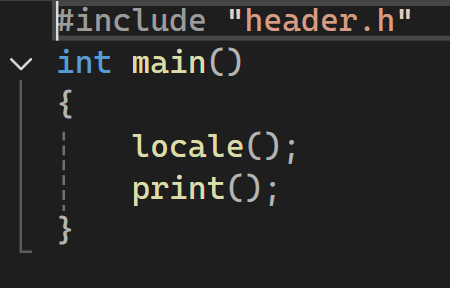 #include "header.h"
int main()
{
    locale();
    print();
}